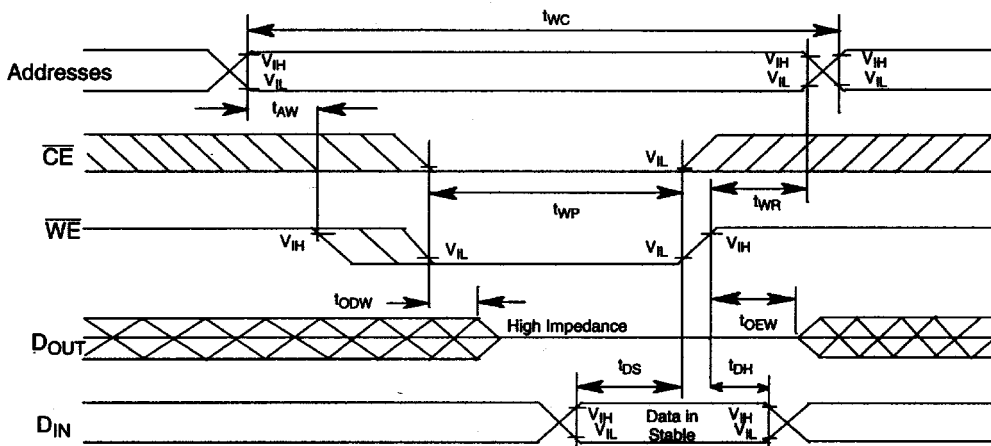 tWC
Addresses
VIH
VIL
VIH
VIL
VIH
VIL
tAW
CE
VIL
tWP
tWR
WE
VIH
VIL
VIL
VIH
tODW
tOEW
DOUT
High Impedance
tDS
tDH
DIN
VIH
VIL
Data in
Stable
VIH
VIL